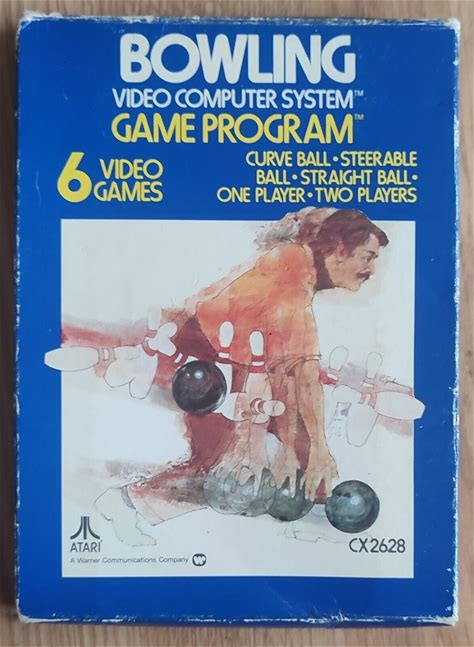 BOWLING
VIDEO COMPUTER SYSTEM™
GAME PROGRAM™
6 VIDEO GAMES
CURVE BALL • STEERABLE
BALL • STRAIGHT BALL •
ONE PLAYER • TWO PLAYERS
ATARI
A Warner Communications Company
CX2628